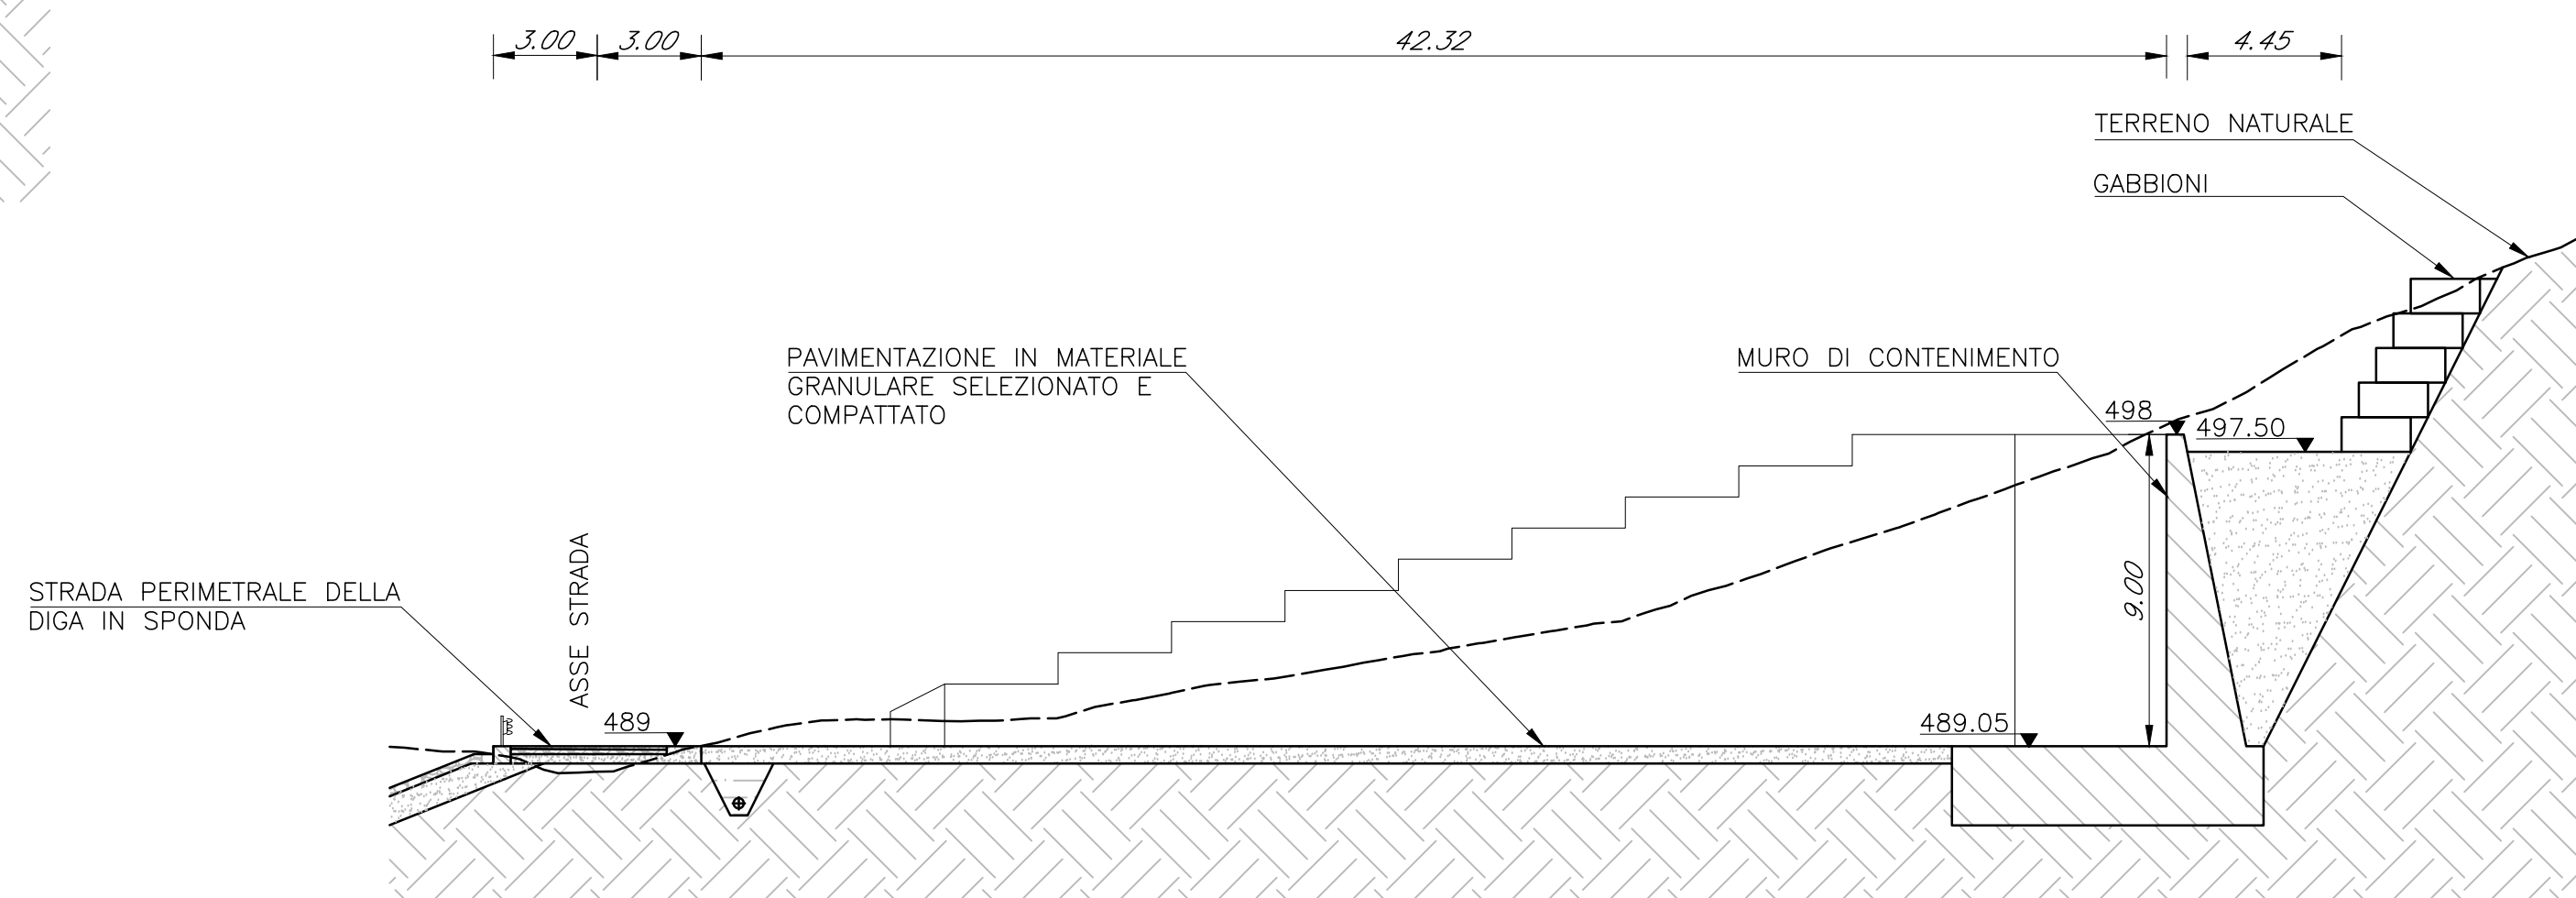 3.00
3.00
42.32
4.45
TERRENO NATURALE
GABBIONI
PAVIMENTAZIONE IN MATERIALE
GRANULARE SELEZIONATO E
COMPATTATO
MURO DI CONTENIMENTO
498
497.50
STRADA PERIMETRALE DELLA
DIGA IN SPONDA
ASSE STRADA
9.00
489
489.05